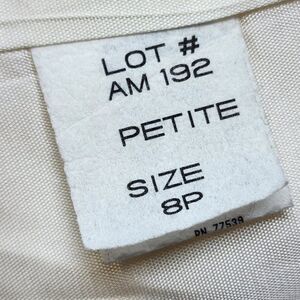 LOT #
AM 192
PETITE
SIZE
8P
RN 77539